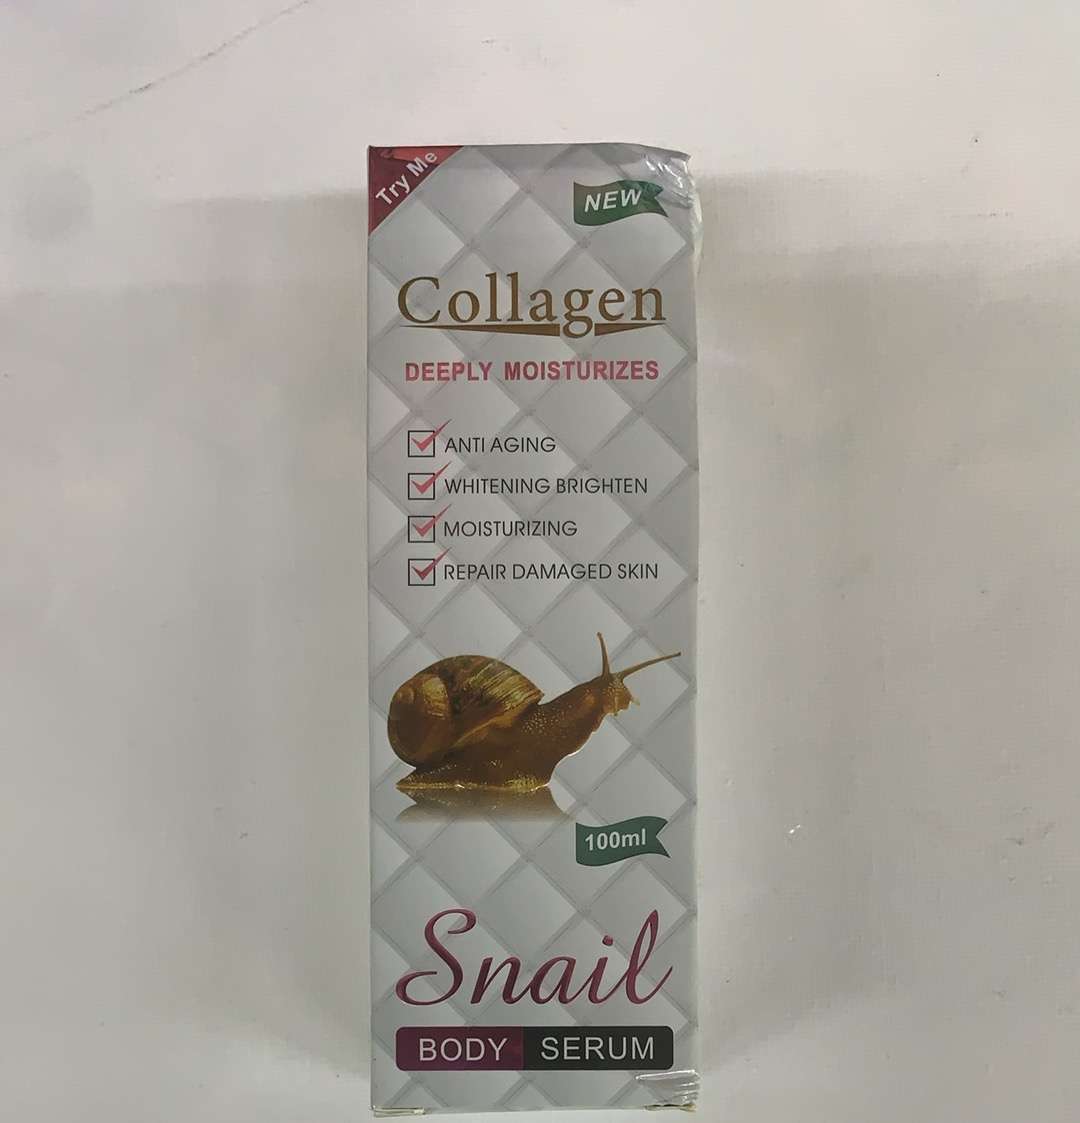 Try Me
NEW
Collagen
DEEPLY MOISTURIZES
ANTI AGING
WHITENING BRIGHTEN
MOISTURIZING
REPAIR DAMAGED SKIN
100ml
Snail
BODY SERUM